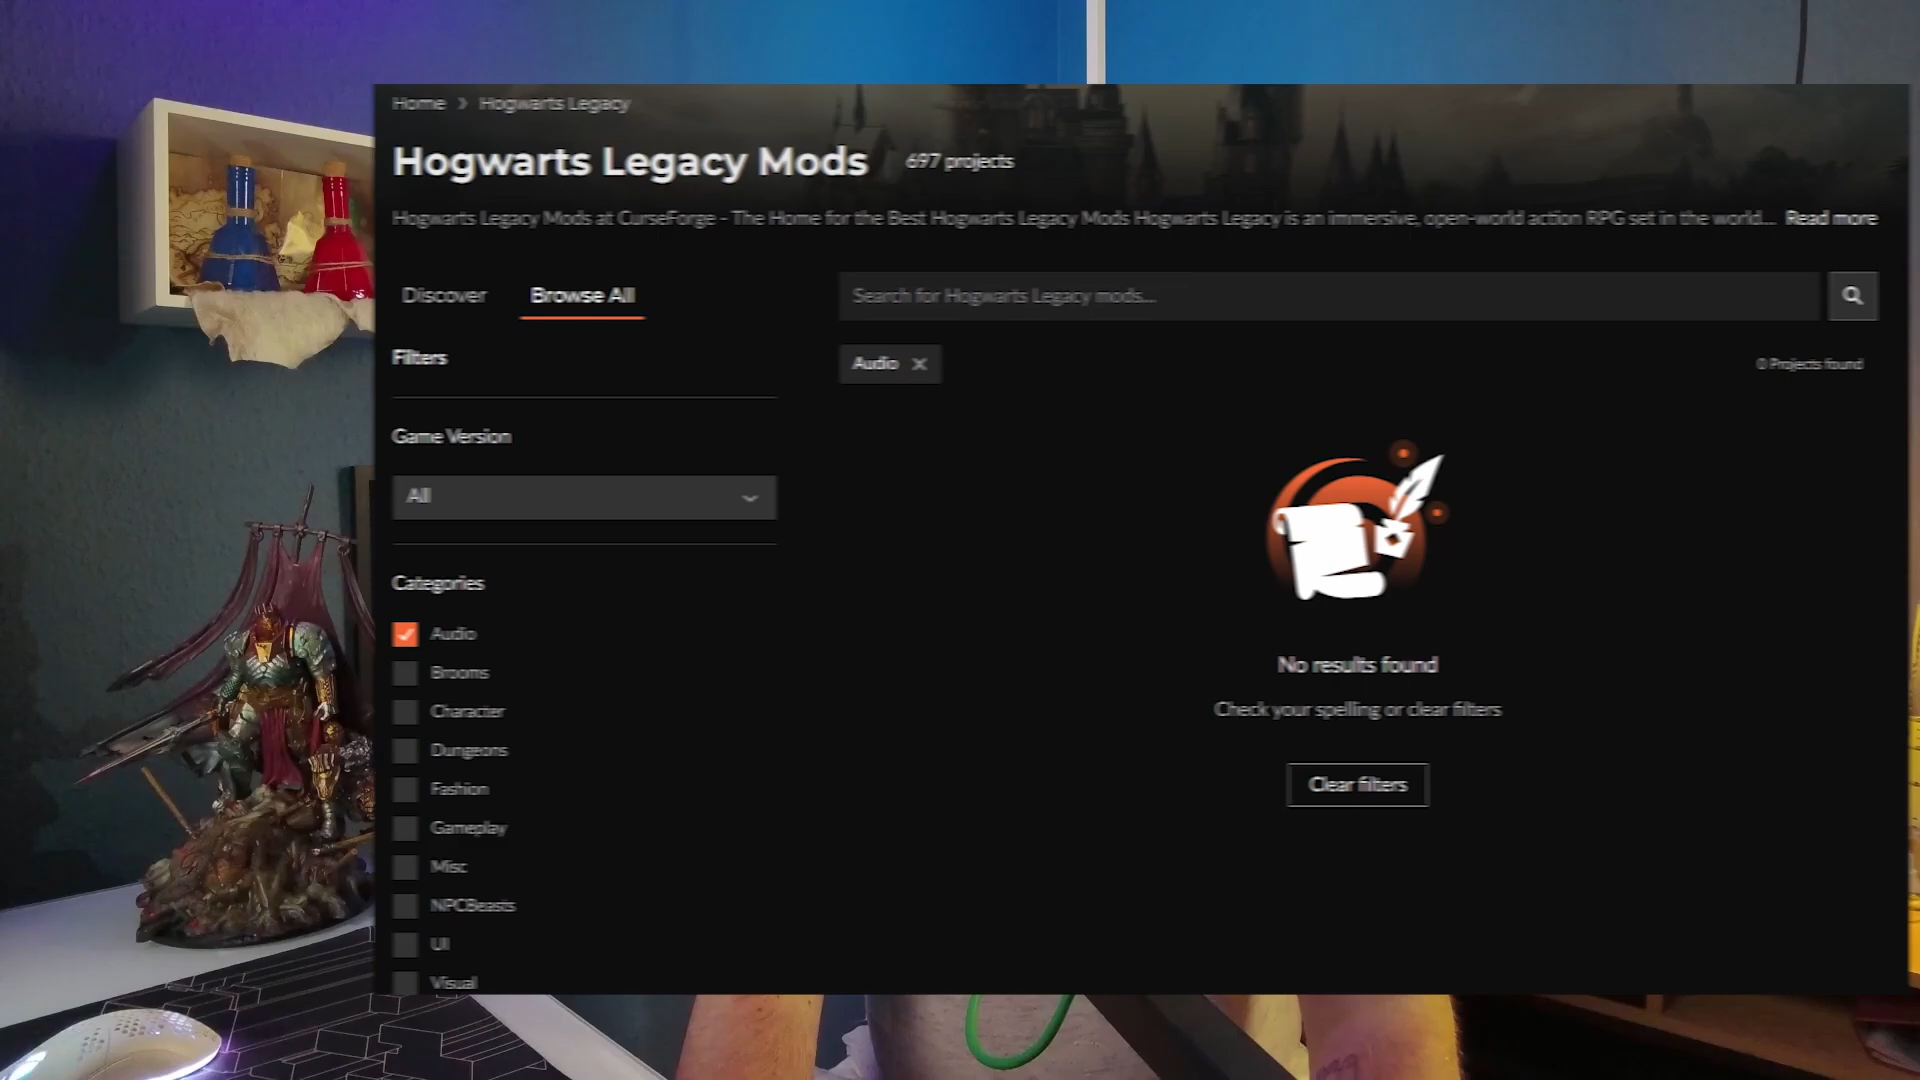 Home > Hogwarts Legacy
Hogwarts Legacy Mods 697 projects
Hogwarts Legacy Mods at CurseForge - The Home for the Best Hogwarts Legacy Mods Hogwarts Legacy is an immersive, open-world action RPG set in the world... Read more
Discover Browse All
Search for Hogwarts Legacy mods...
Filters
Audio
0 Projects found
Game Version
All
Categories
Audio
Brooms
Character
Dungeons
Fashion
Gameplay
Misc
NPCBeasts
UI
Visual
No results found
Check your spelling or clear filters
Clear filters